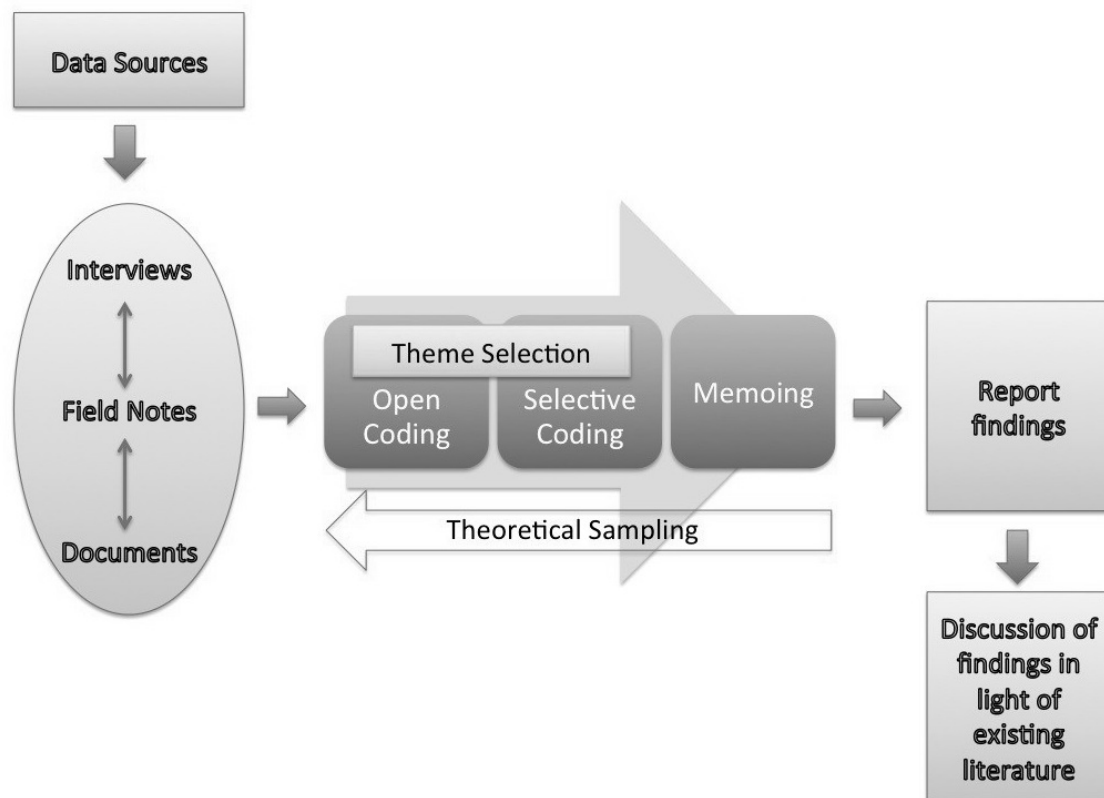 Data Sources
Interviews
Field Notes
Documents
Theme Selection
Open
Coding
Selective
Coding
Memoing
Theoretical Sampling
Report
findings
Discussion of
findings in
light of
existing
literature